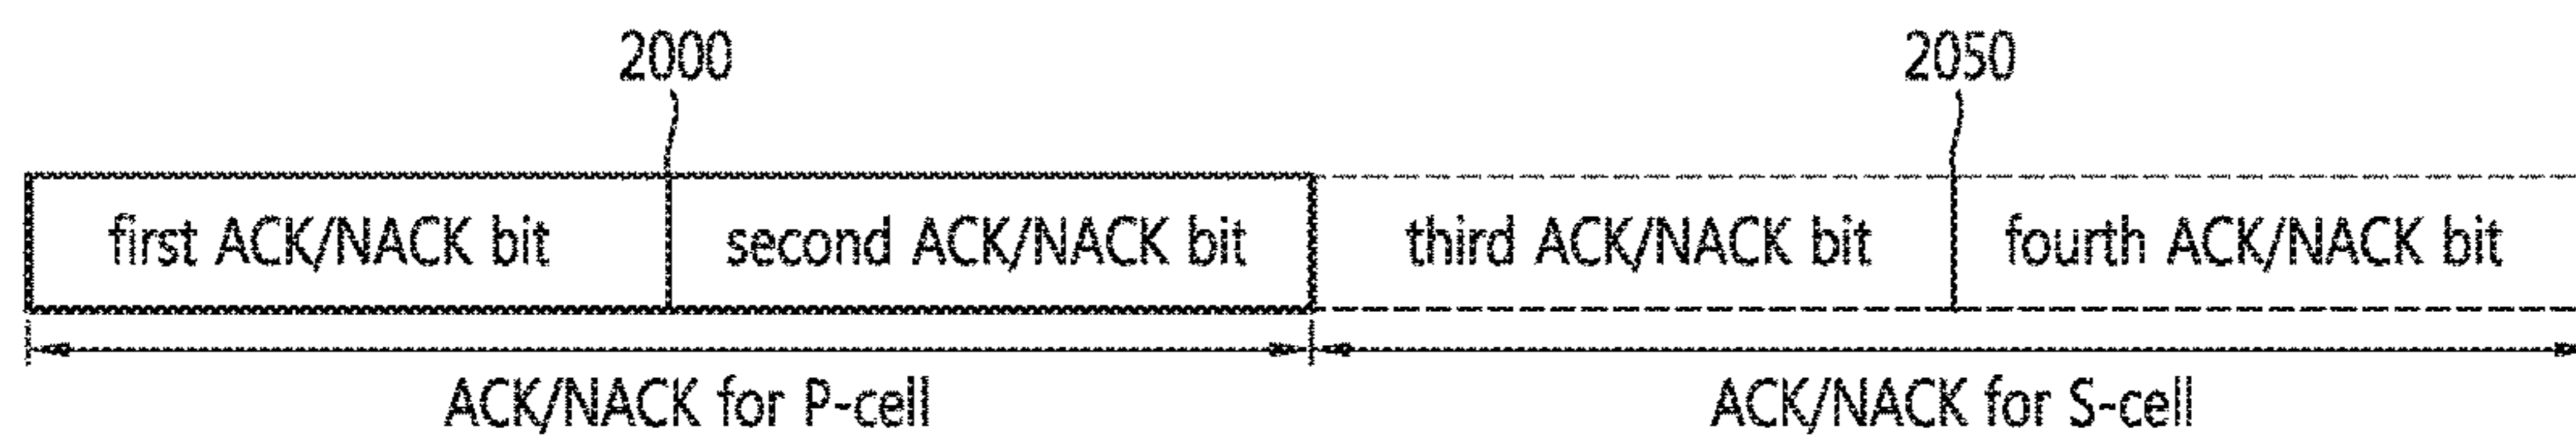 2000 2050
first ACK/NACK bit second ACK/NACK bit third ACK/NACK bit fourth ACK/NACK bit
ACK/NACK for P-cell ACK/NACK for S-cell